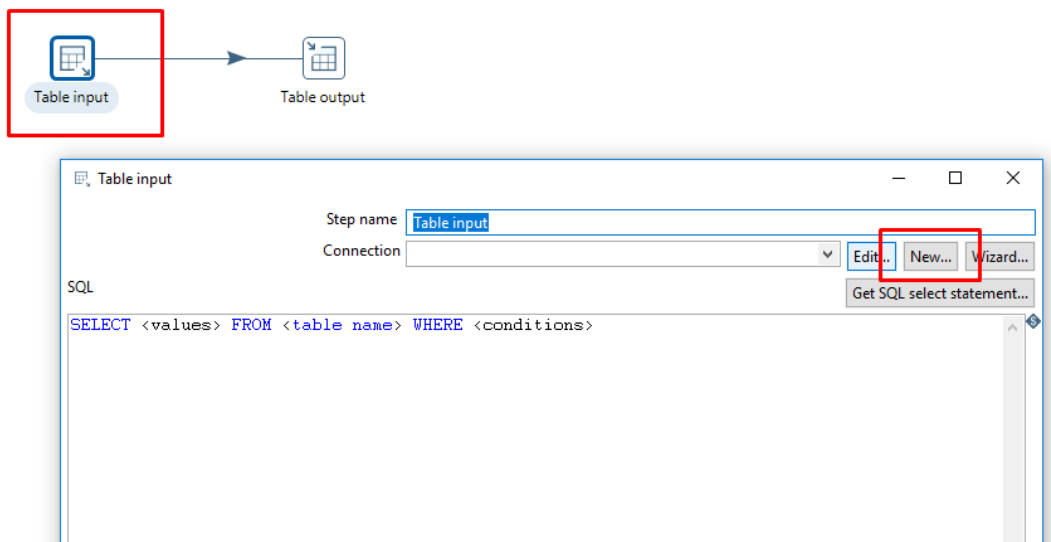 Table input
Table output
Table input
Step name Table input
Connection Edit... New... Wizard...
SQL
Get SQL select statement...
SELECT <values> FROM <table name> WHERE <conditions>